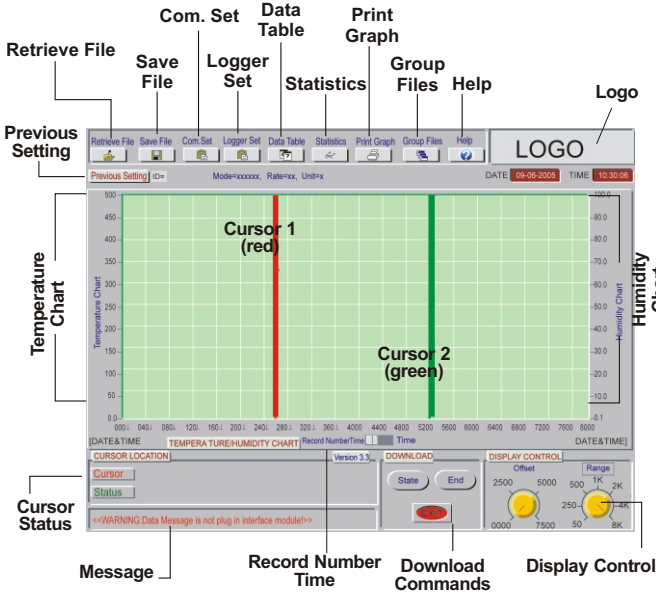 Com. Set
Data
Table
Print
Graph
Retrieve File
Save
File
Logger
Set
Statistics
Group
Files
Help
Logo
Previous
Setting
Retrieve File Save File Com.Set Logger Set Data Table Statistics Print Graph Group Files Help
LOGO
Previous Setting ID= Mode=xxxxxx, Rate=xx, Unit=x DATE 09-06-2005 TIME 10:30:06
Temperature
Chart
Temperature Chart
500
450
400
350
300
250
200
150
100
50
0.0
Cursor 1
(red)
Cursor 2
(green)
100.0
90.0
80.0
70.0
60.0
50.0
40.0
30.0
20.0
10.0
0.1
Humidity Chart
Humidity
Chart
000 040 080 120 160 200 240 280 320 360 400 4400 4800 5200 6000 6400 6800 7200 7600 7800 8000
[DATE&TIME TEMPERA TURE/HUMIDITY CHART Record NumberTime Time DATE&TIME]
CURSOR LOCATION Version 3.3 DOWNLOAD DISPLAY CONTROL
Cursor
Status
State End
EXIT
Offset
2500 5000
0000 7500
Range
1K
500 2K
250 4K
50 8K
<<WARNING:Data Message is not plug in interface module!>>
Cursor
Status
Message
Record Number
Time
Download
Commands
Display Control